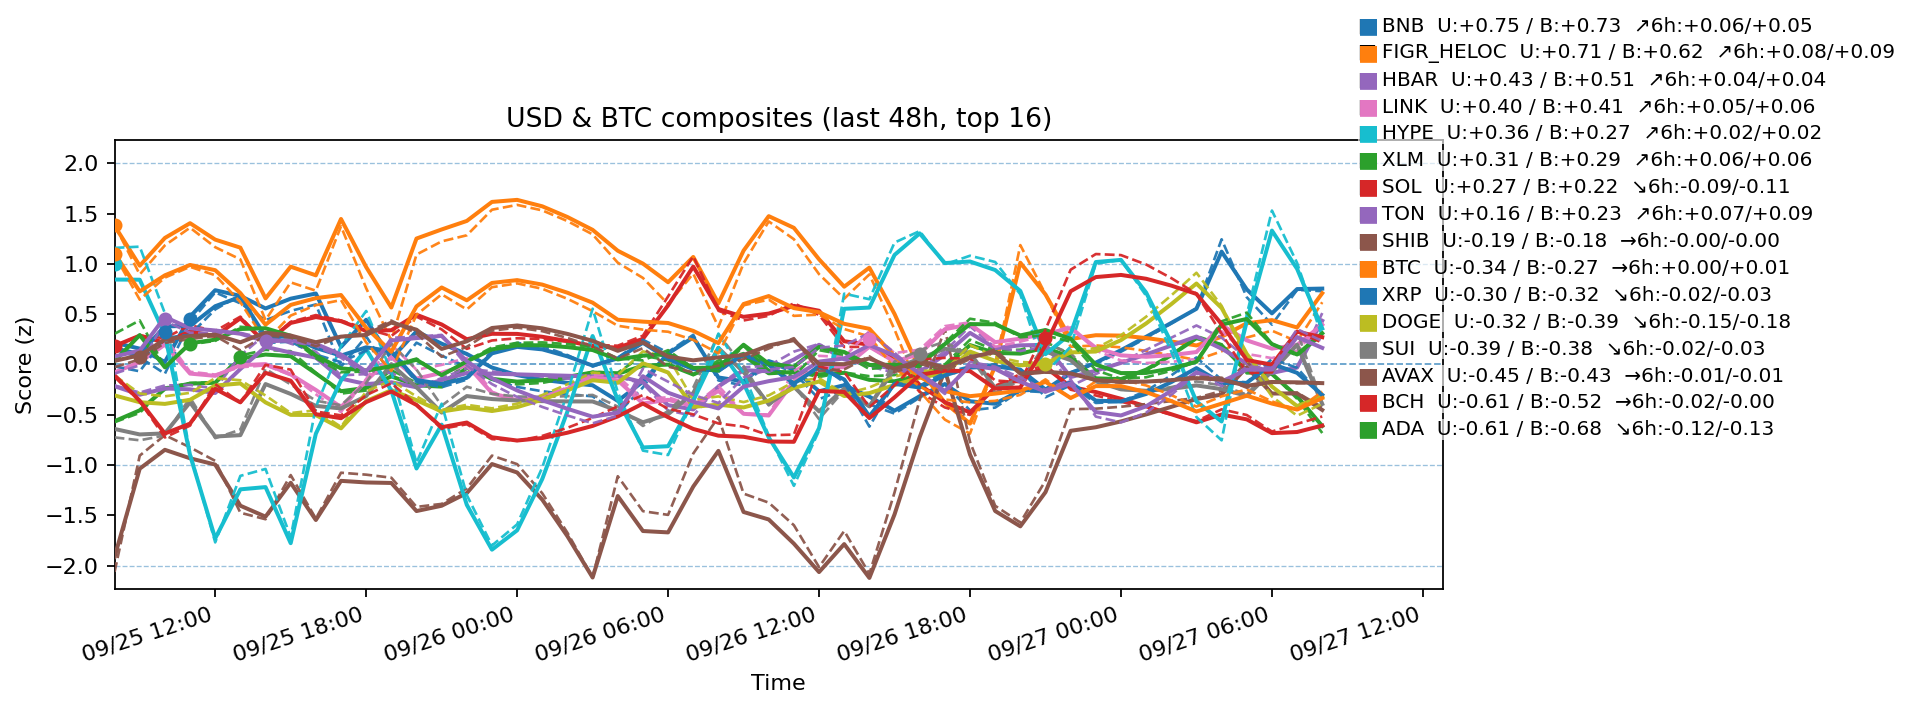 BNB  U:+0.75 / B:+0.73  ↗6h:+0.06/+0.05
FIGR_HELOC  U:+0.71 / B:+0.62  ↗6h:+0.08/+0.09
HBAR  U:+0.43 / B:+0.51  ↗6h:+0.04/+0.04
LINK  U:+0.40 / B:+0.41  ↗6h:+0.05/+0.06
HYPE  U:+0.36 / B:+0.27  ↗6h:+0.02/+0.02
XLM  U:+0.31 / B:+0.29  ↗6h:+0.06/+0.06
SOL  U:+0.27 / B:+0.22  ↘6h:-0.09/-0.11
TON  U:+0.16 / B:+0.23  ↗6h:+0.07/+0.09
SHIB  U:-0.19 / B:-0.18  →6h:-0.00/-0.00
BTC  U:-0.34 / B:-0.27  →6h:+0.00/+0.01
XRP  U:-0.30 / B:-0.32  ↘6h:-0.02/-0.03
DOGE  U:-0.32 / B:-0.39  ↘6h:-0.15/-0.18
SUI  U:-0.39 / B:-0.38  ↘6h:-0.02/-0.03
AVAX  U:-0.45 / B:-0.43  →6h:-0.01/-0.01
BCH  U:-0.61 / B:-0.52  →6h:-0.02/-0.00
ADA  U:-0.61 / B:-0.68  ↘6h:-0.12/-0.13
USD & BTC composites (last 48h, top 16)
Score (z)
2.0
1.5
1.0
0.5
0.0
−0.5
−1.0
−1.5
−2.0
09/25 12:00
09/25 18:00
09/26 00:00
09/26 06:00
09/26 12:00
09/26 18:00
09/27 00:00
09/27 06:00
09/27 12:00
Time